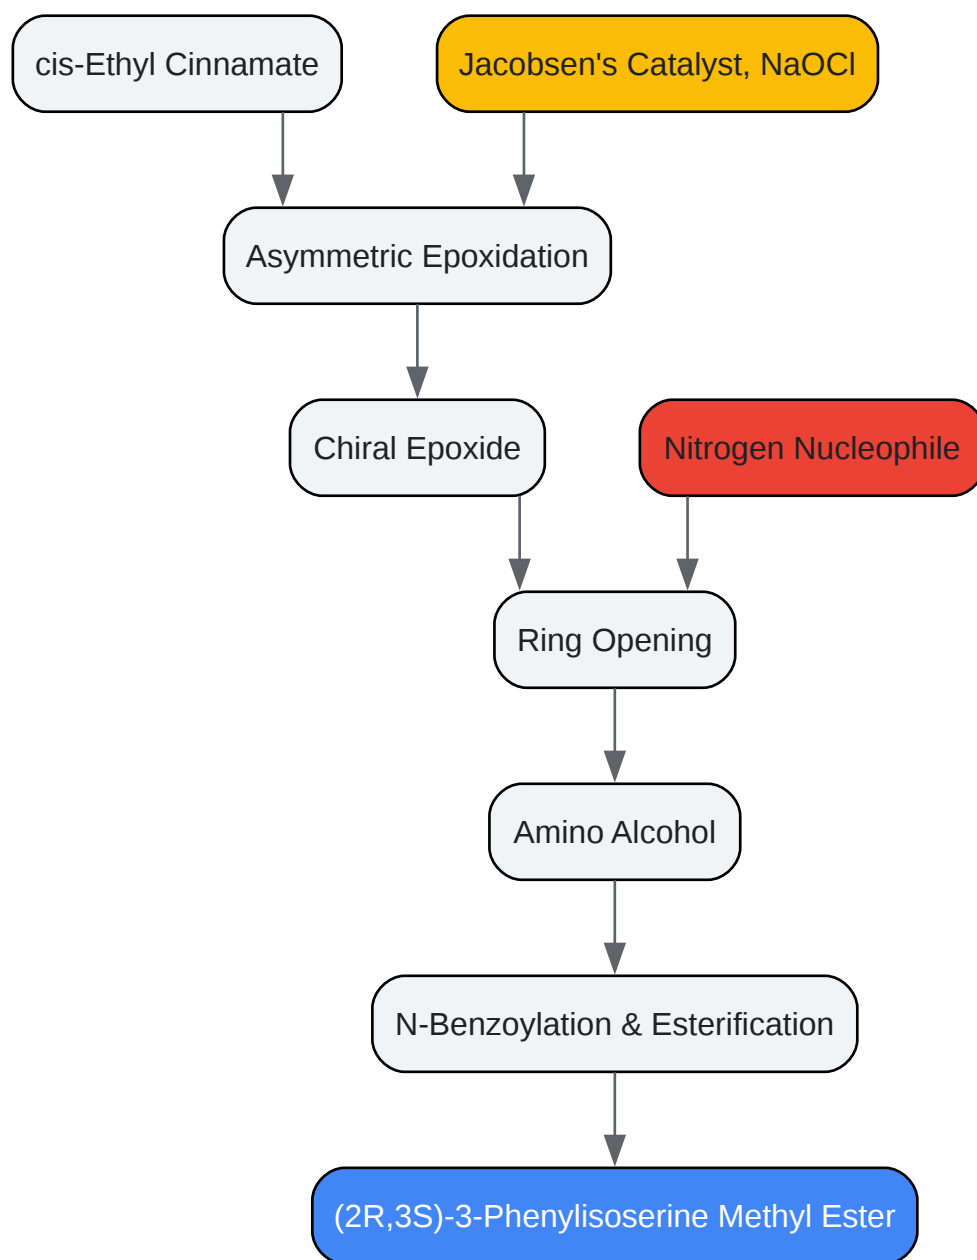 cis-Ethyl Cinnamate
Jacobsen's Catalyst, NaOCl
Asymmetric Epoxidation
Chiral Epoxide
Nitrogen Nucleophile
Ring Opening
Amino Alcohol
N-Benzoylation & Esterification
(2R,3S)-3-Phenylisoserine Methyl Ester